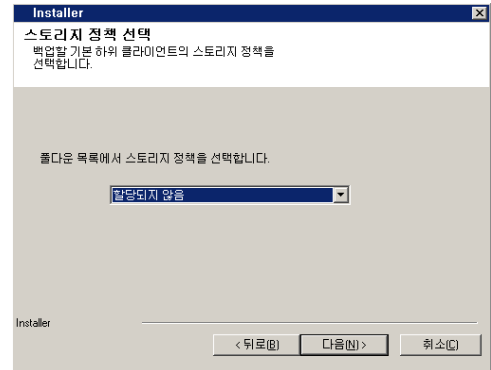 Installer
스토리지 정책 선택
백업할 기본 하위 클라이언트의 스토리지 정책을
선택합니다.
풀다운 목록에서 스토리지 정책을 선택합니다.
할당되지 않음
Installer
< 뒤로(B) 다음(N) > 취소(C)